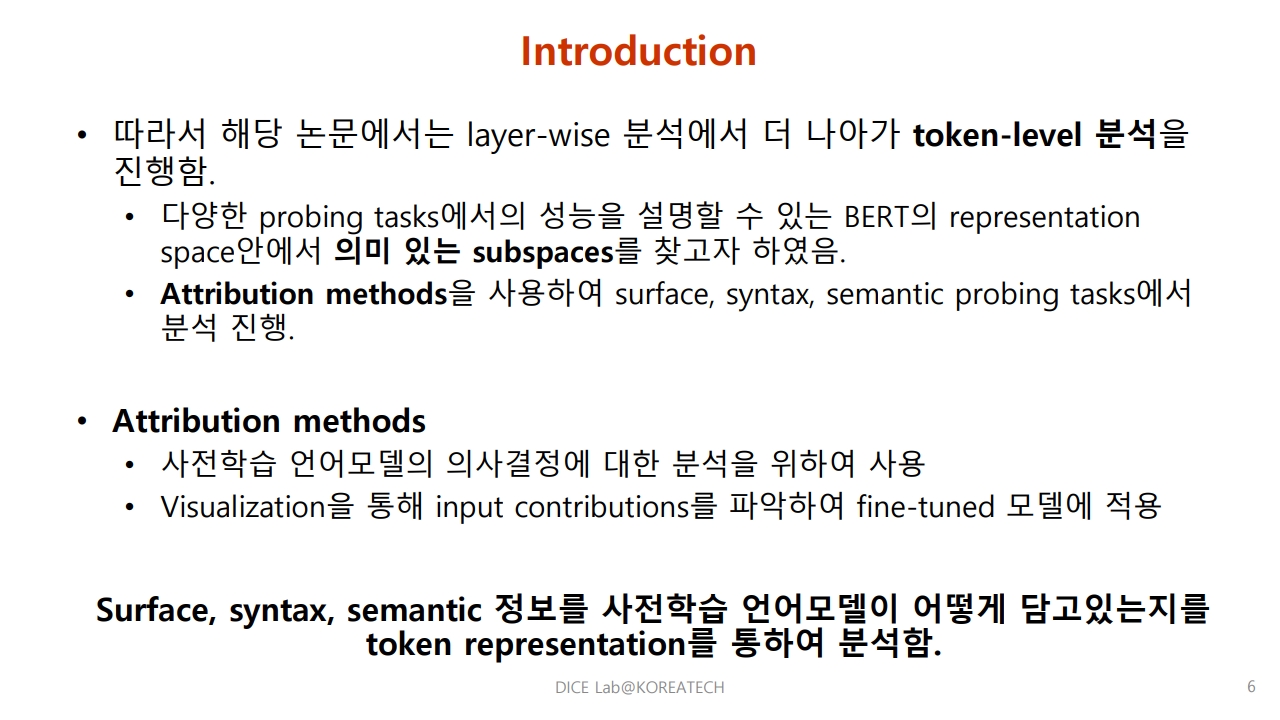 Introduction
• 따라서 해당 논문에서는 layer-wise 분석에서 더 나아가 token-level 분석을
진행함.
• 다양한 probing tasks에서의 성능을 설명할 수 있는 BERT의 representation
space안에서 의미 있는 subspaces를 찾고자 하였음.
• Attribution methods을 사용하여 surface, syntax, semantic probing tasks에서
분석 진행.
• Attribution methods
• 사전학습 언어모델의 의사결정에 대한 분석을 위하여 사용
• Visualization을 통해 input contributions를 파악하여 fine-tuned 모델에 적용
Surface, syntax, semantic 정보를 사전학습 언어모델이 어떻게 담고있는지를
token representation를 통하여 분석함.
DICE Lab@KOREATECH
6